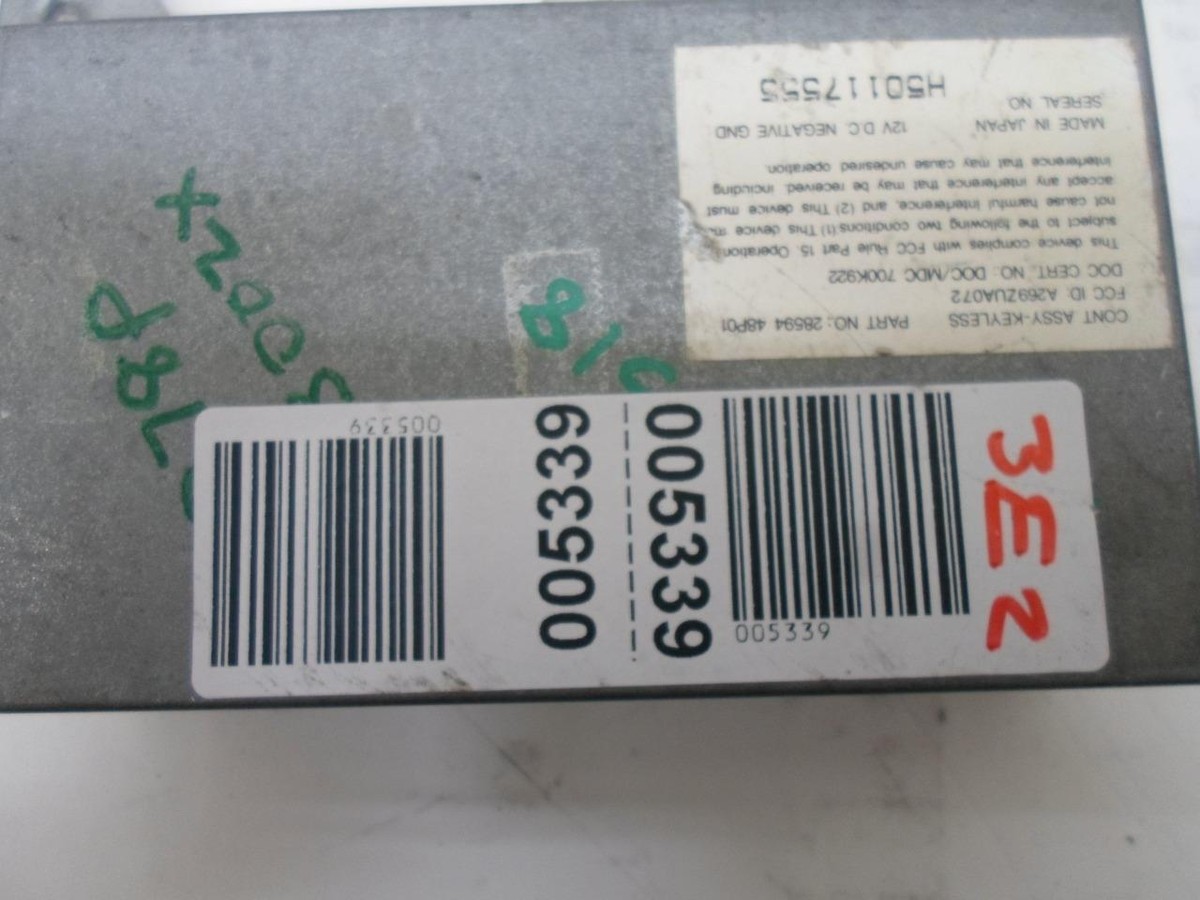 CONT ASSY-KEYLESS PART NO: 28594 48P01
FCC ID: A269ZUA072
DOC CERT. NO: DOC/MDC 700K922
This device complies with FCC Rule Part 15. Operation
subject to the following two conditions (1) This device
not cause harmful interference, and (2) This device must
accept any interference that may be received, including
interference that may cause undesired operation.
MADE IN JAPAN 12V D.C NEGATIVE GND
SEREAL NO
H50117555
005339
005339
005339
005339
3E2